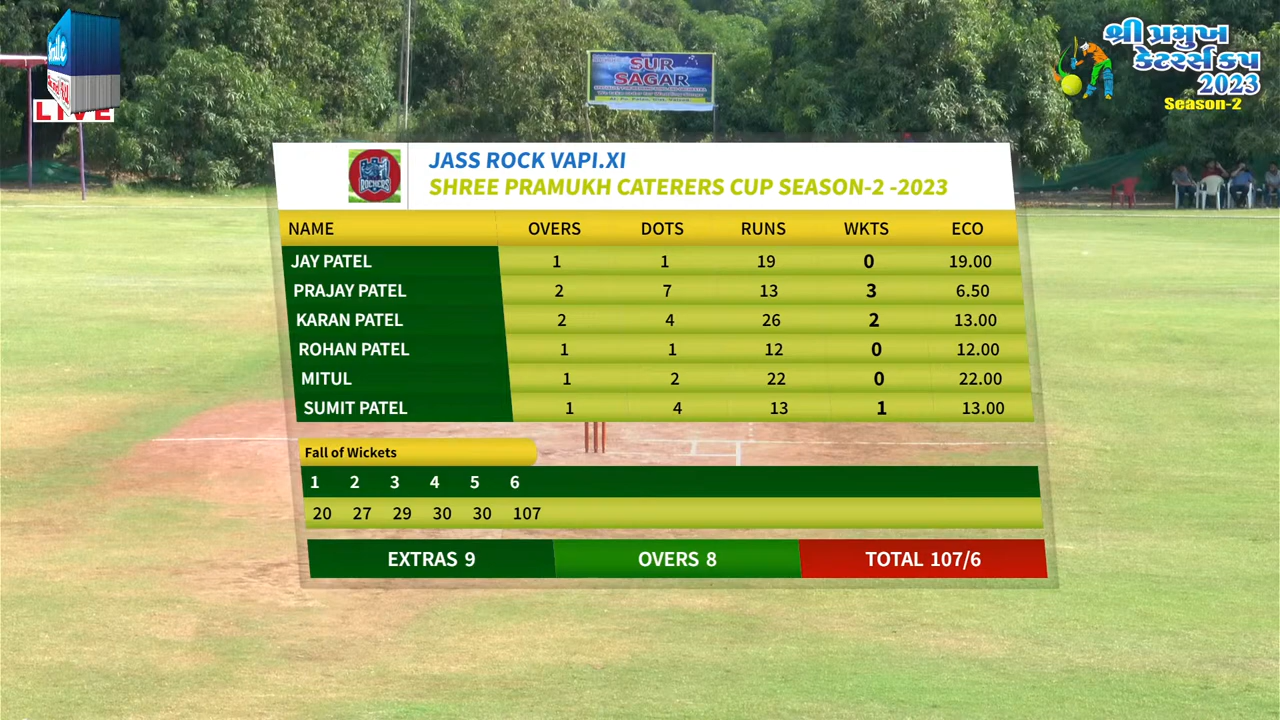 Smile
LIVE
SUR
SAGAR
શ્રી પ્રમુખ
કેટરર્સ કપ
2023
Season-2
JASS ROCK VAPI.XI
SHREE PRAMUKH CATERERS CUP SEASON-2 -2023
ROCKERS
NAME OVERS DOTS RUNS WKTS ECO
JAY PATEL 1 1 19 0 19.00
PRAJAY PATEL 2 7 13 3 6.50
KARAN PATEL 2 4 26 2 13.00
ROHAN PATEL 1 1 12 0 12.00
MITUL 1 2 22 0 22.00
SUMIT PATEL 1 4 13 1 13.00
Fall of Wickets
1 2 3 4 5 6
20 27 29 30 30 107
EXTRAS 9 OVERS 8 TOTAL 107/6